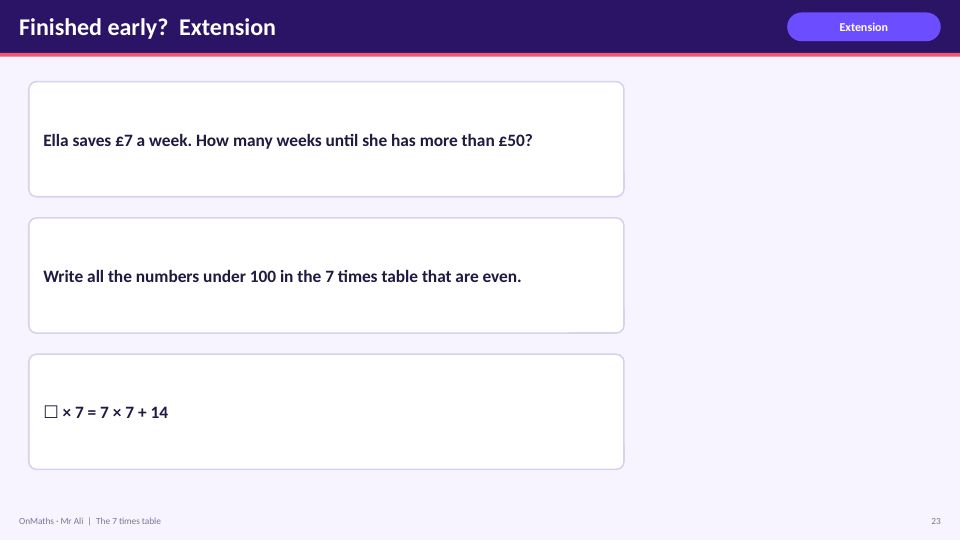 Finished early?  Extension
Extension
Ella saves £7 a week. How many weeks until she has more than £50?
Write all the numbers under 100 in the 7 times table that are even.
☐ × 7 = 7 × 7 + 14
OnMaths - Mr Ali  |  The 7 times table
23